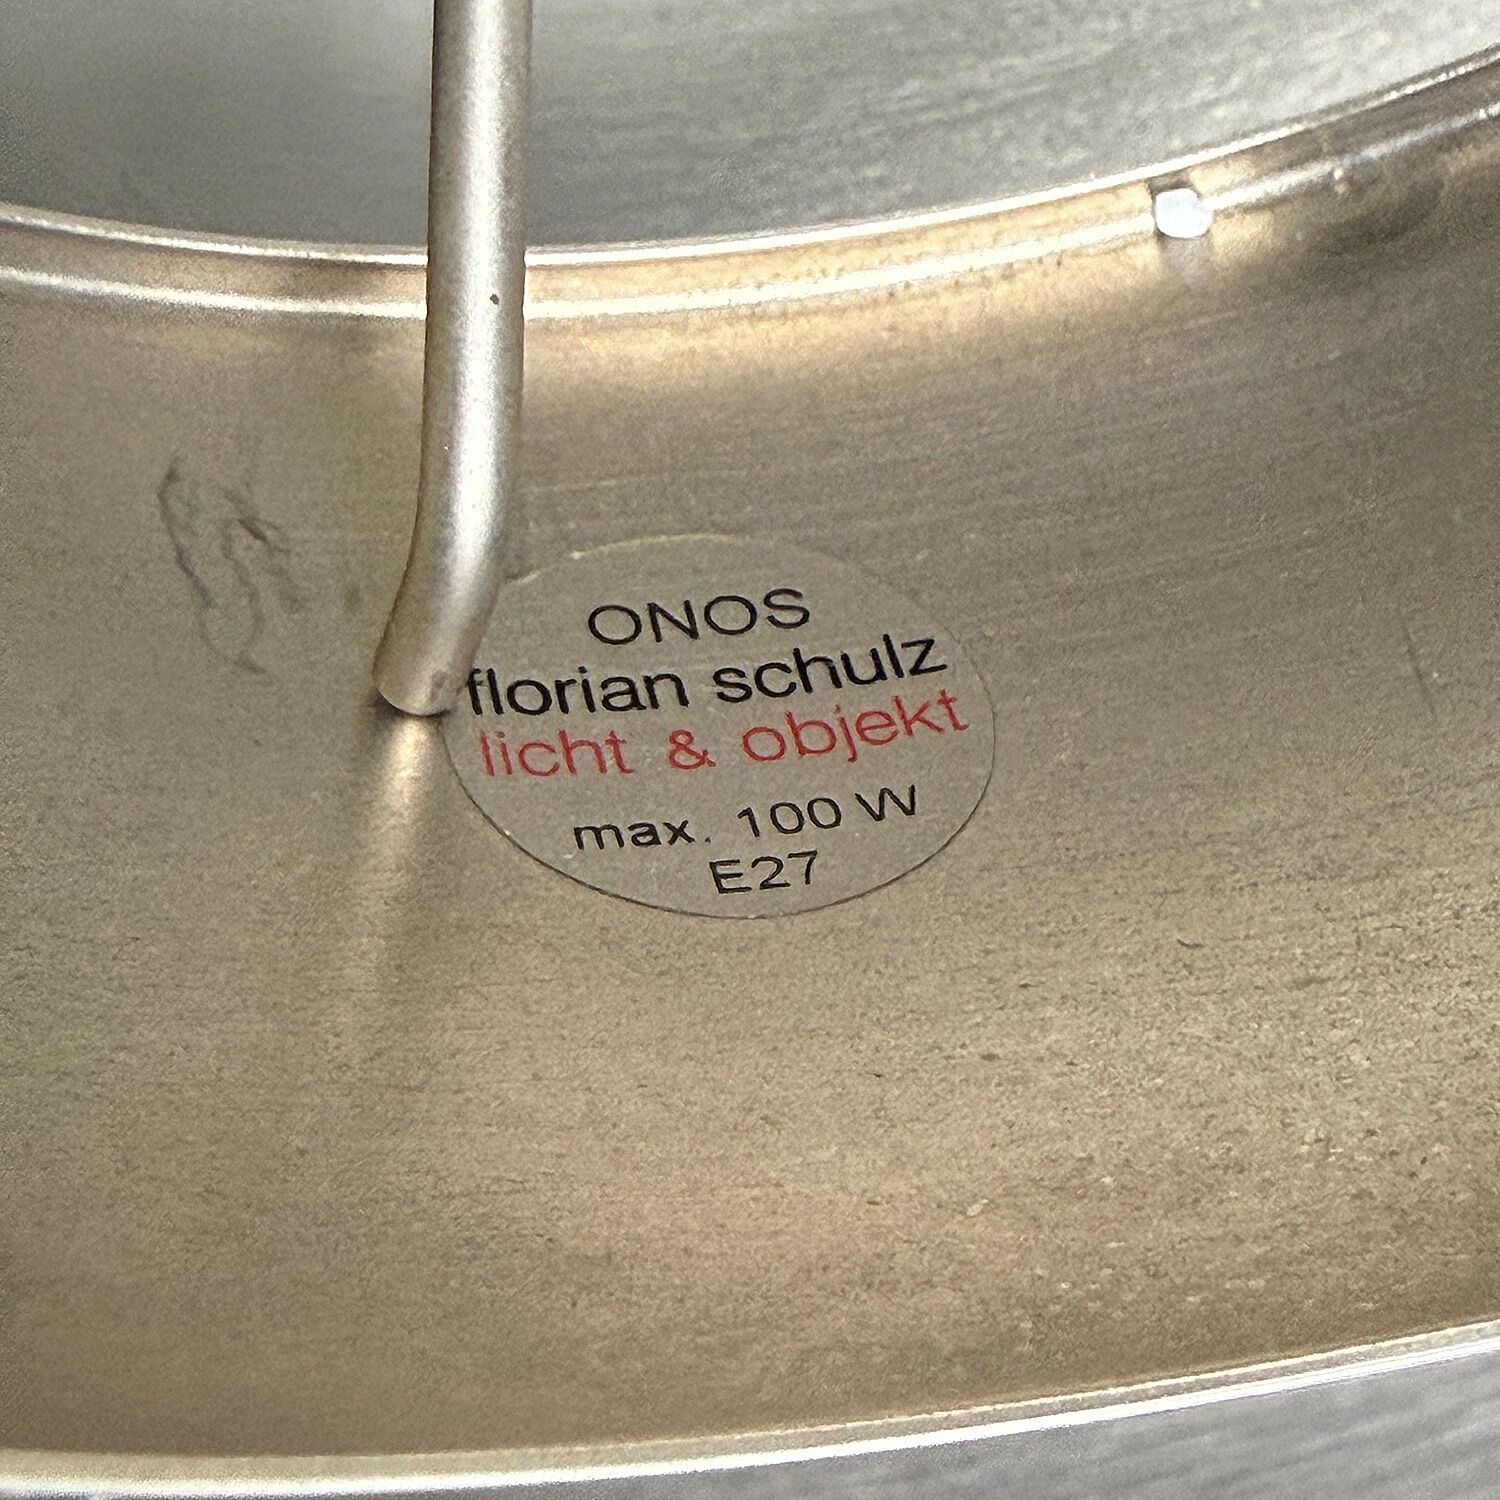 ONOS
florian schulz
licht & objekt
max. 100 W
E27